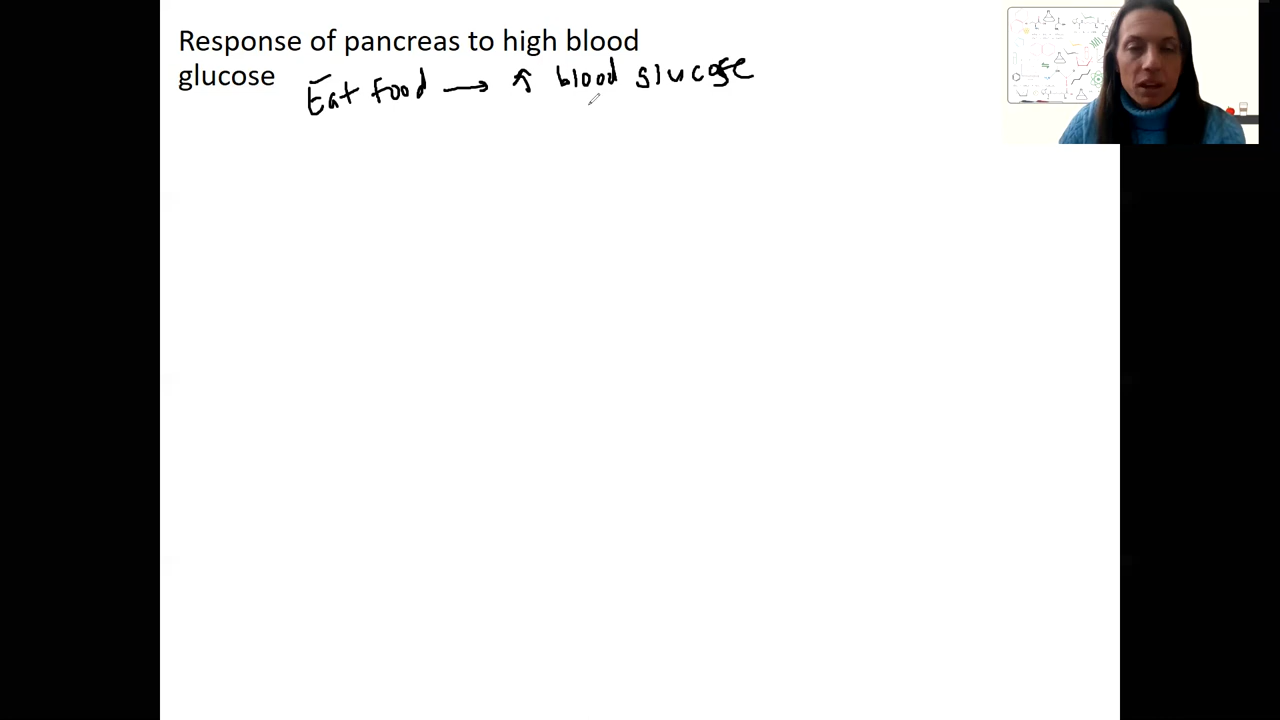 Response of pancreas to high blood
glucose
Eat food → ↑ blood glucose